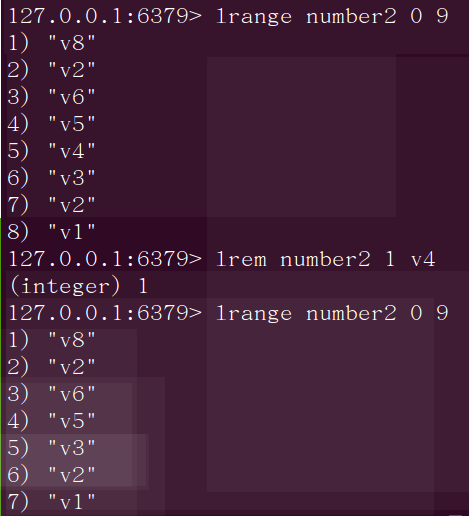 127.0.0.1:6379> lrange number2 0 9
1) "v8"
2) "v2"
3) "v6"
4) "v5"
5) "v4"
6) "v3"
7) "v2"
8) "v1"
127.0.0.1:6379> lrem number2 1 v4
(integer) 1
127.0.0.1:6379> lrange number2 0 9
1) "v8"
2) "v2"
3) "v6"
4) "v5"
5) "v3"
6) "v2"
7) "v1"